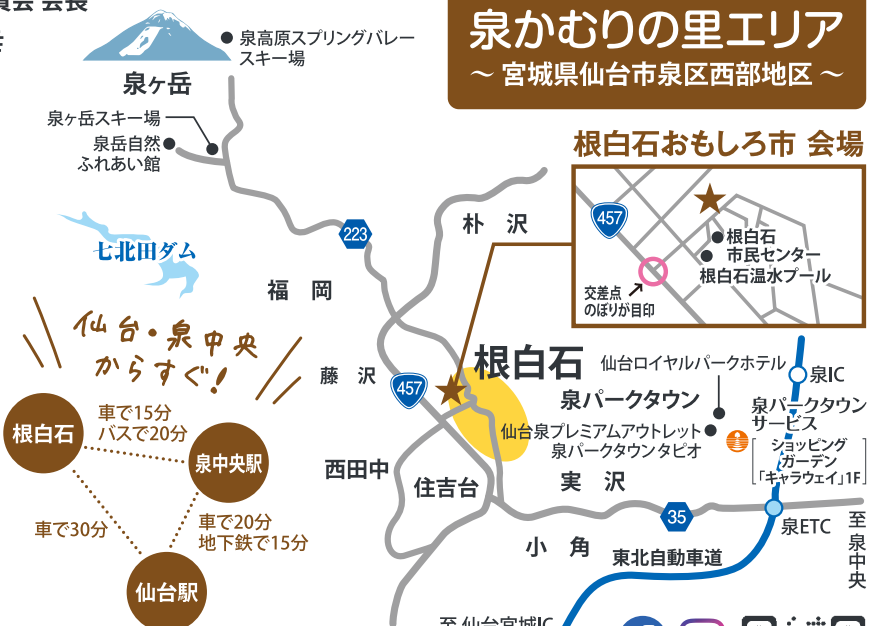 泉かむりの里エリア
～ 宮城県仙台市泉区西部地区 ～
泉高原スプリングバレー
スキー場
泉ヶ岳
泉ヶ岳スキー場
泉岳自然
ふれあい館
七北田ダム
223
朴 沢
福 岡
根白石おもしろ市 会場
457
根白石
市民センター
根白石温水プール
交差点
のぼりが目印
仙台・泉中央
からすぐ!
藤 沢
457
根白石
仙台ロイヤルパークホテル
泉IC
泉パークタウン
仙台泉プレミアムアウトレット
泉パークタウンタピオ
泉パークタウン
サービス
ショッピング
ガーデン
「キャラウェイ」1F
根白石
車で15分
バスで20分
泉中央駅
車で30分
車で20分
地下鉄で15分
仙台駅
西田中
住吉台
実 沢
35
泉ETC
至 泉中央
小 角
東北自動車道
至 仙台宮城IC